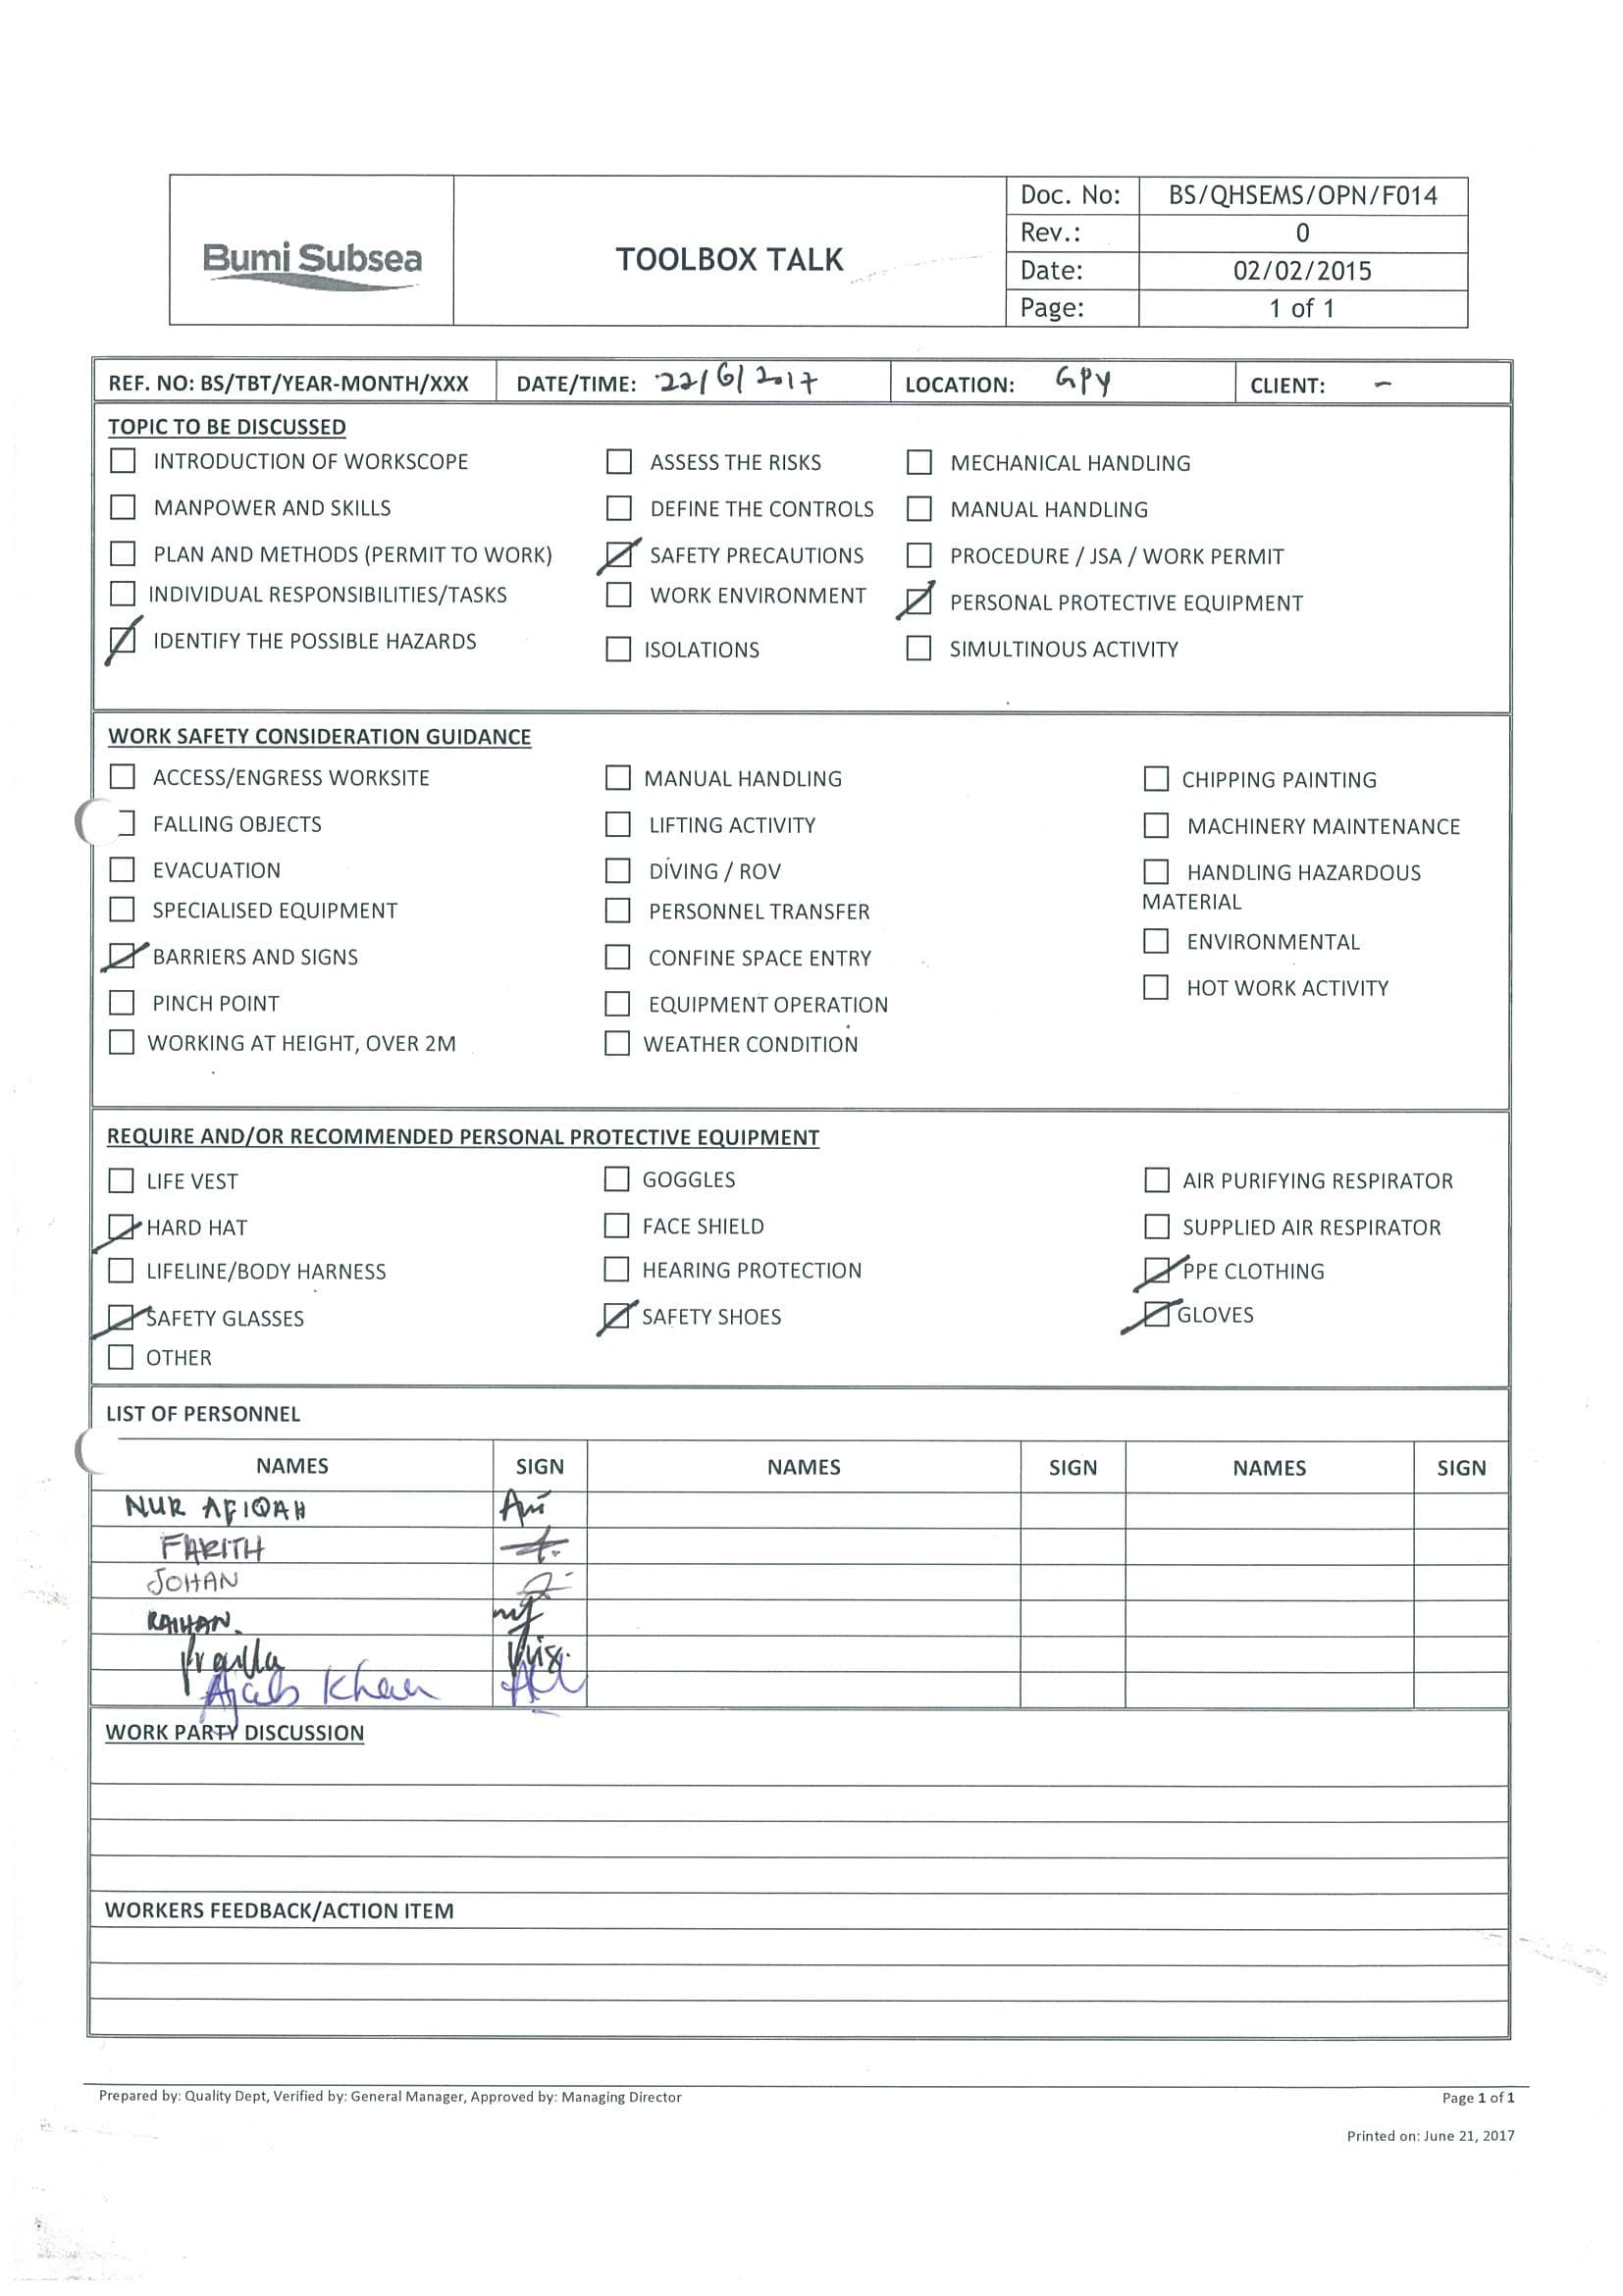 Bumi Subsea
TOOLBOX TALK
Doc. No: BS/QHSEMS/OPN/F014
Rev.: 0
Date: 02/02/2015
Page: 1 of 1
REF. NO: BS/TBT/YEAR-MONTH/XXX DATE/TIME: 22/6/2017 LOCATION: GPY CLIENT: -
TOPIC TO BE DISCUSSED
INTRODUCTION OF WORKSCOPE ASSESS THE RISKS MECHANICAL HANDLING
MANPOWER AND SKILLS DEFINE THE CONTROLS MANUAL HANDLING
PLAN AND METHODS (PERMIT TO WORK) SAFETY PRECAUTIONS PROCEDURE / JSA / WORK PERMIT
INDIVIDUAL RESPONSIBILITIES/TASKS WORK ENVIRONMENT PERSONAL PROTECTIVE EQUIPMENT
IDENTIFY THE POSSIBLE HAZARDS ISOLATIONS SIMULTINOUS ACTIVITY
WORK SAFETY CONSIDERATION GUIDANCE
ACCESS/ENGRESS WORKSITE MANUAL HANDLING CHIPPING PAINTING
FALLING OBJECTS LIFTING ACTIVITY MACHINERY MAINTENANCE
EVACUATION DIVING / ROV HANDLING HAZARDOUS
MATERIAL
SPECIALISED EQUIPMENT PERSONNEL TRANSFER ENVIRONMENTAL
BARRIERS AND SIGNS CONFINE SPACE ENTRY HOT WORK ACTIVITY
PINCH POINT EQUIPMENT OPERATION
WORKING AT HEIGHT, OVER 2M WEATHER CONDITION
REQUIRE AND/OR RECOMMENDED PERSONAL PROTECTIVE EQUIPMENT
LIFE VEST GOGGLES AIR PURIFYING RESPIRATOR
HARD HAT FACE SHIELD SUPPLIED AIR RESPIRATOR
LIFELINE/BODY HARNESS HEARING PROTECTION PPE CLOTHING
SAFETY GLASSES SAFETY SHOES GLOVES
OTHER
LIST OF PERSONNEL
NAMES SIGN NAMES SIGN NAMES SIGN
NUR AFIQAH
FARITH
JOHAN
RAIHAN.
Ajab Khan
WORK PARTY DISCUSSION
WORKERS FEEDBACK/ACTION ITEM
Prepared by: Quality Dept, Verified by: General Manager, Approved by: Managing Director Page 1 of 1
Printed on: June 21, 2017